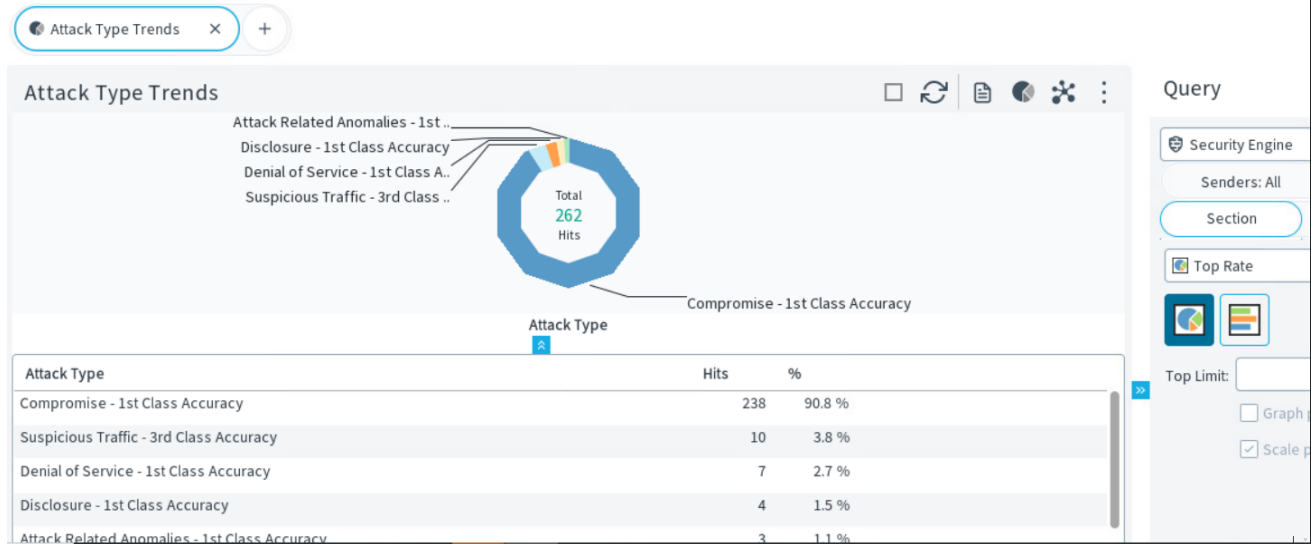 Attack Type Trends
Attack Type Trends
Attack Related Anomalies - 1st ..
Disclosure - 1st Class Accuracy
Denial of Service - 1st Class A..
Suspicious Traffic - 3rd Class ..
Total
262
Hits
Compromise - 1st Class Accuracy
Attack Type
Attack Type Hits %
Compromise - 1st Class Accuracy 238 90.8 %
Suspicious Traffic - 3rd Class Accuracy 10 3.8 %
Denial of Service - 1st Class Accuracy 7 2.7 %
Disclosure - 1st Class Accuracy 4 1.5 %
Attack Related Anomalies - 1st Class Accuracy 3 1.1 %
Query
Security Engine
Senders: All
Section
Top Rate
Top Limit:
Graph p
Scale p